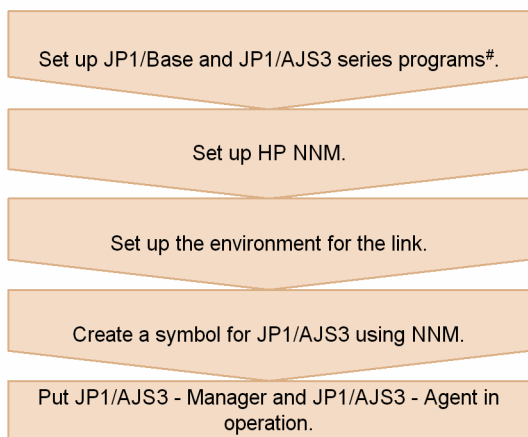 Set up JP1/Base and JP1/AJS3 series programs#.
Set up HP NNM.
Set up the environment for the link.
Create a symbol for JP1/AJS3 using NNM.
Put JP1/AJS3 - Manager and JP1/AJS3 - Agent in
operation.